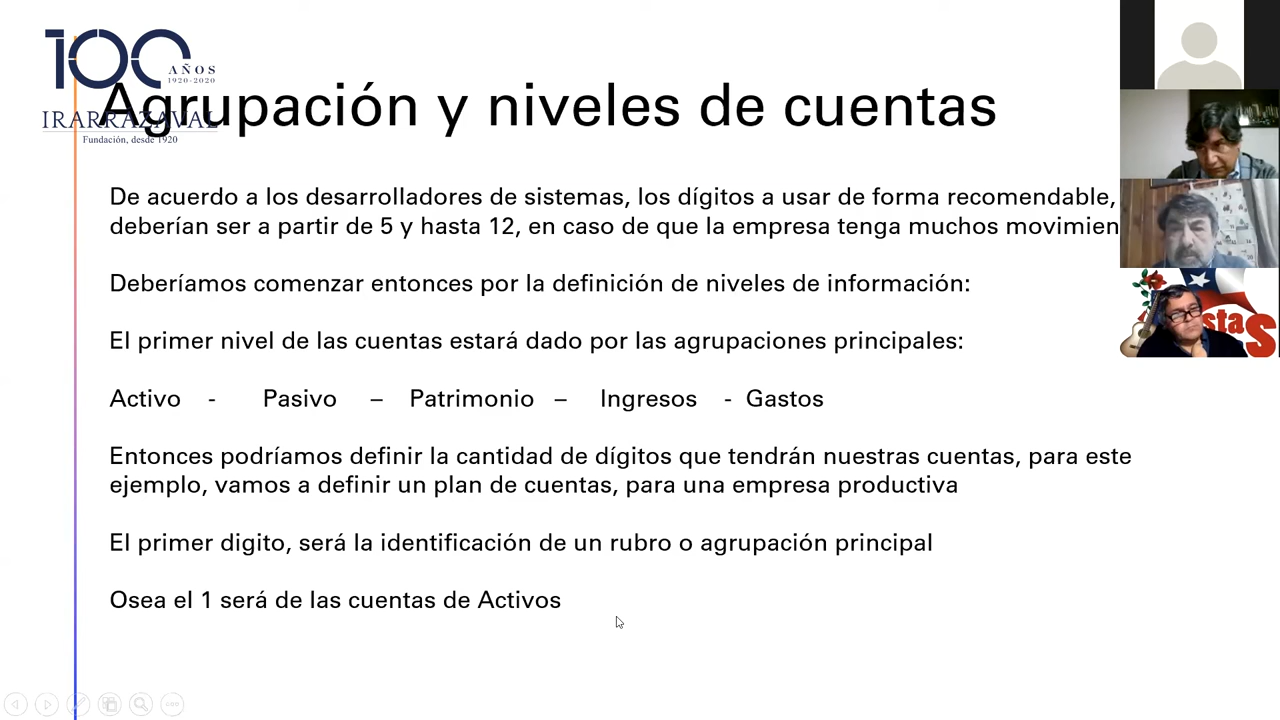 100
AÑOS
1920-2020
IRARRAZAVAL
Fundación, desde 1920
Agrupación y niveles de cuentas
De acuerdo a los desarrolladores de sistemas, los dígitos a usar de forma recomendable,
deberían ser a partir de 5 y hasta 12, en caso de que la empresa tenga muchos movimien
Deberíamos comenzar entonces por la definición de niveles de información:
El primer nivel de las cuentas estará dado por las agrupaciones principales:
Activo - Pasivo – Patrimonio – Ingresos - Gastos
Entonces podríamos definir la cantidad de dígitos que tendrán nuestras cuentas, para este
ejemplo, vamos a definir un plan de cuentas, para una empresa productiva
El primer digito, será la identificación de un rubro o agrupación principal
Osea el 1 será de las cuentas de Activos
stas